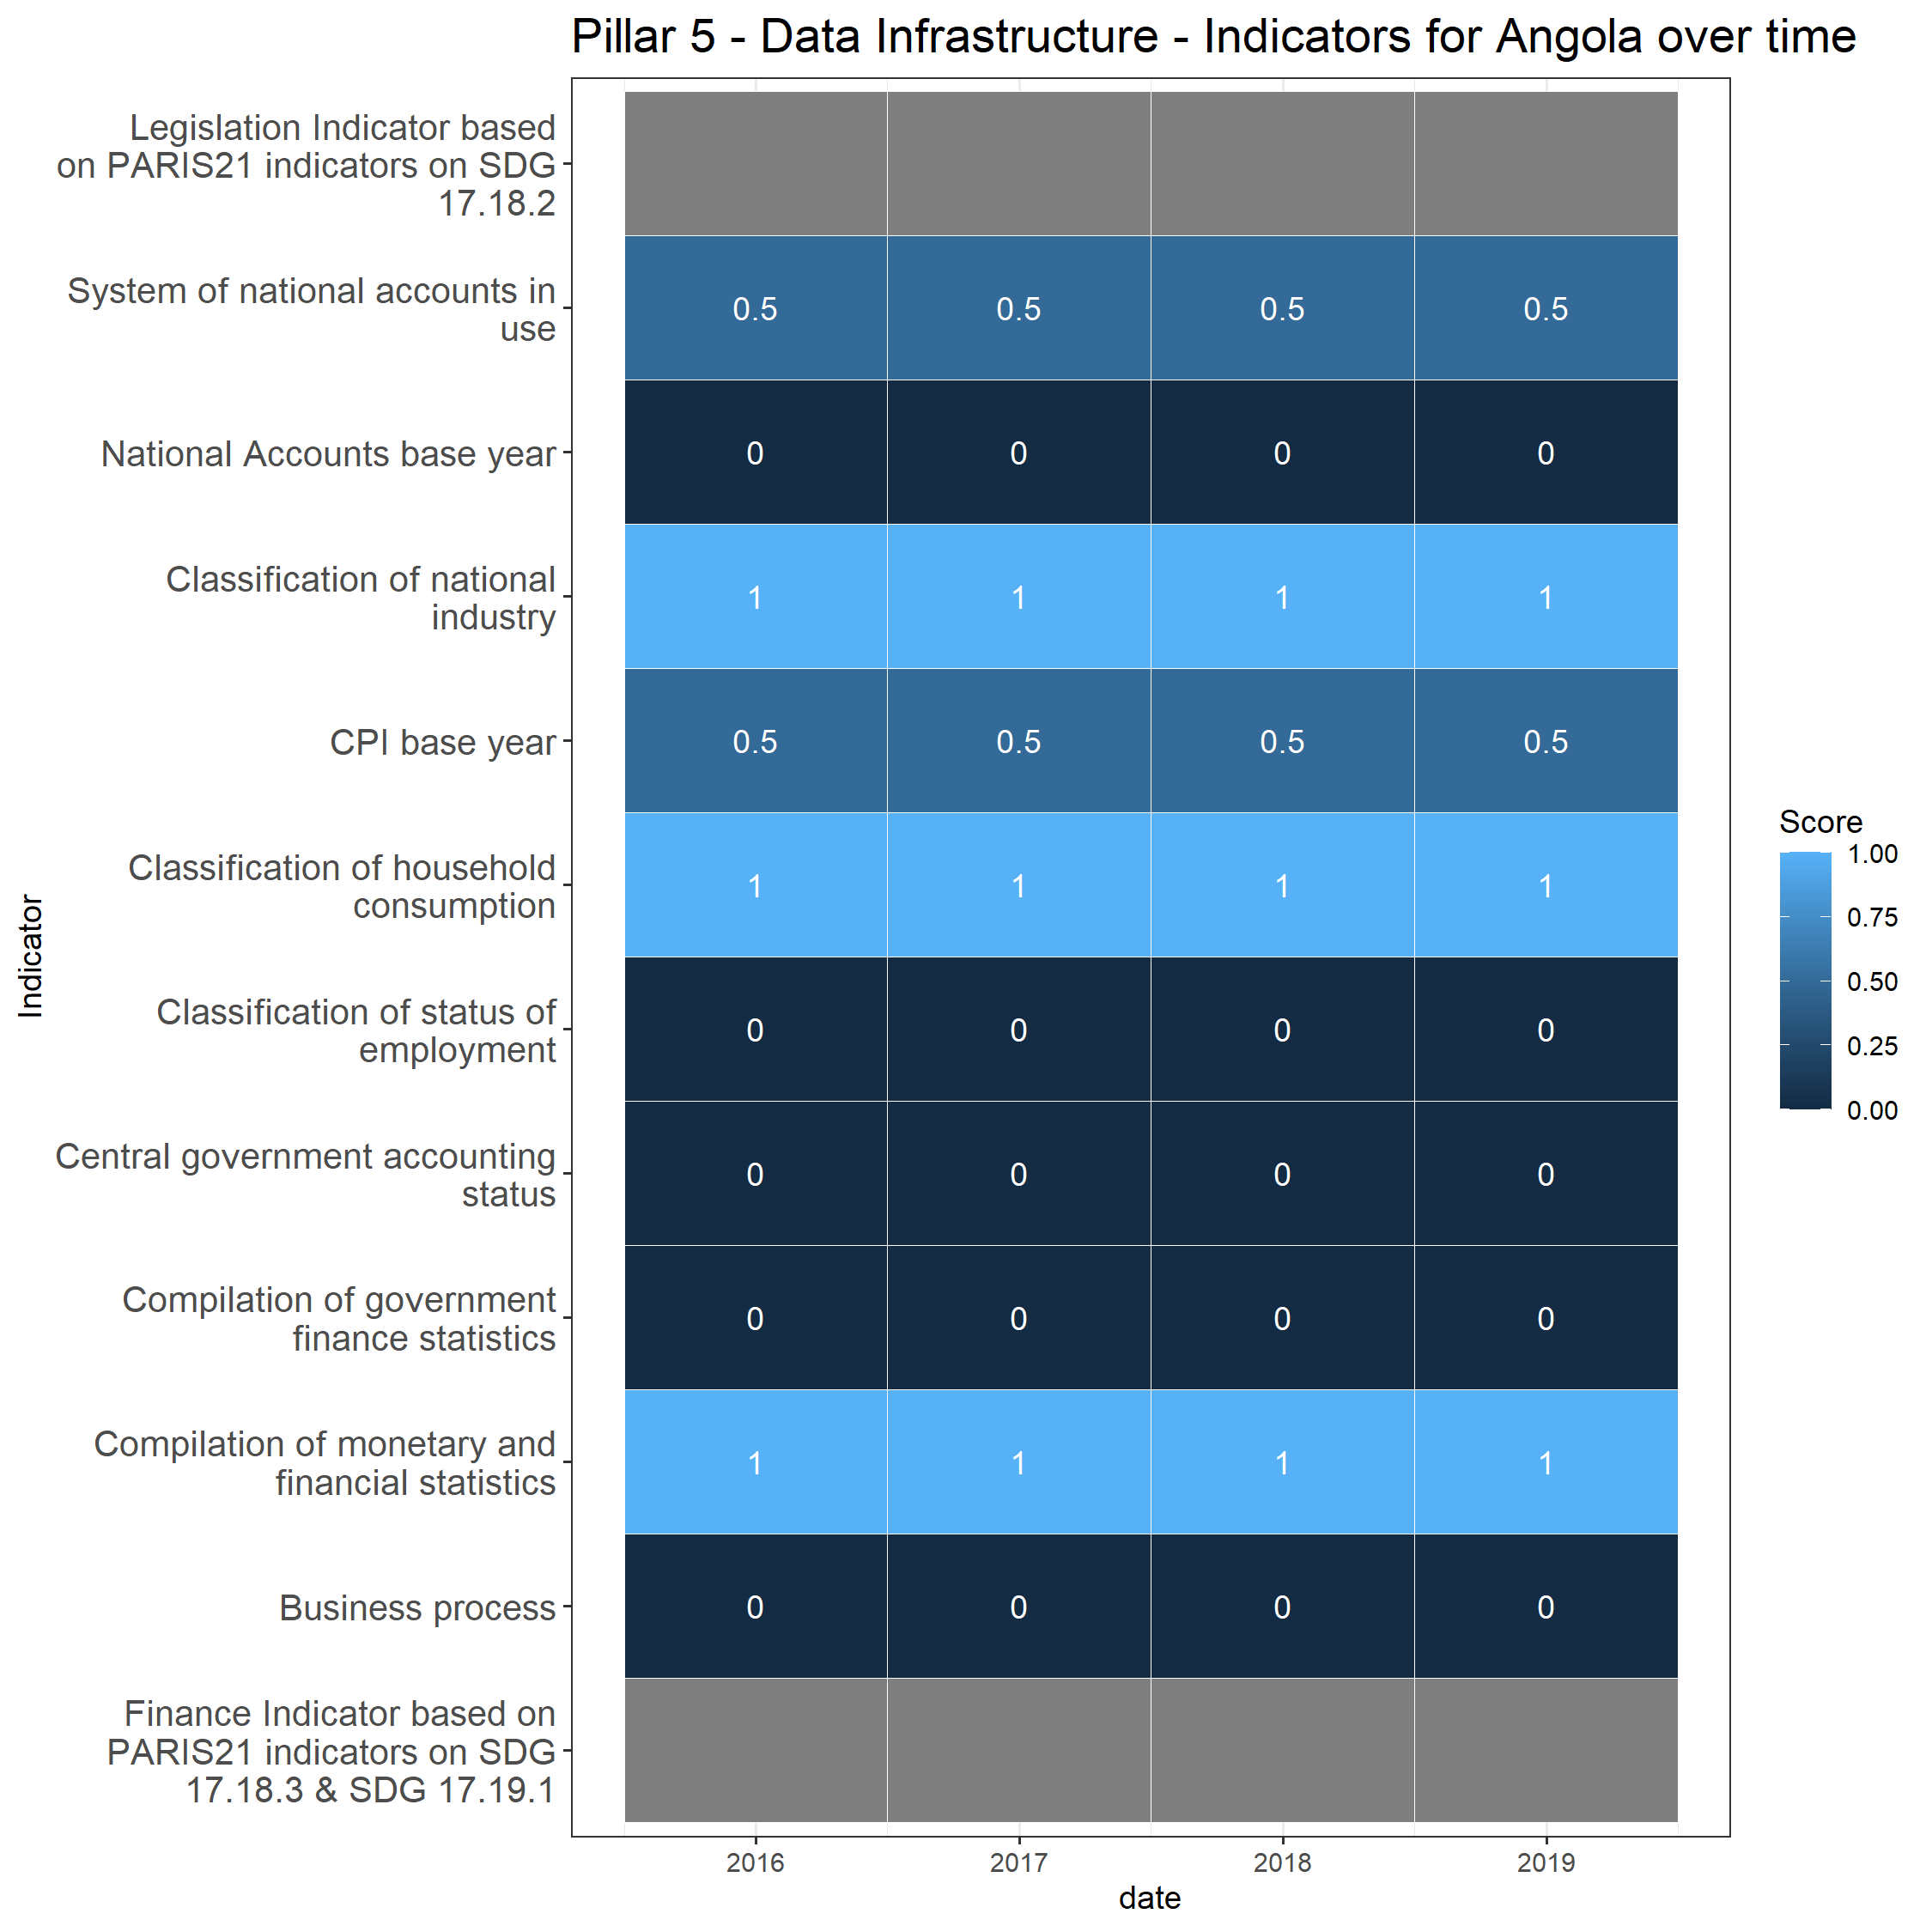 Pillar 5 - Data Infrastructure - Indicators for Angola over time
Legislation Indicator based
on PARIS21 indicators on SDG
17.18.2
System of national accounts in
use
0.5 0.5 0.5 0.5
National Accounts base year
0 0 0 0
Classification of national
industry
1 1 1 1
CPI base year
0.5 0.5 0.5 0.5
Classification of household
consumption
1 1 1 1
Classification of status of
employment
0 0 0 0
Central government accounting
status
0 0 0 0
Compilation of government
finance statistics
0 0 0 0
Compilation of monetary and
financial statistics
1 1 1 1
Business process
0 0 0 0
Finance Indicator based on
PARIS21 indicators on SDG
17.18.3 & SDG 17.19.1
2016 2017 2018 2019
date
Indicator
Score
1.00
0.75
0.50
0.25
0.00